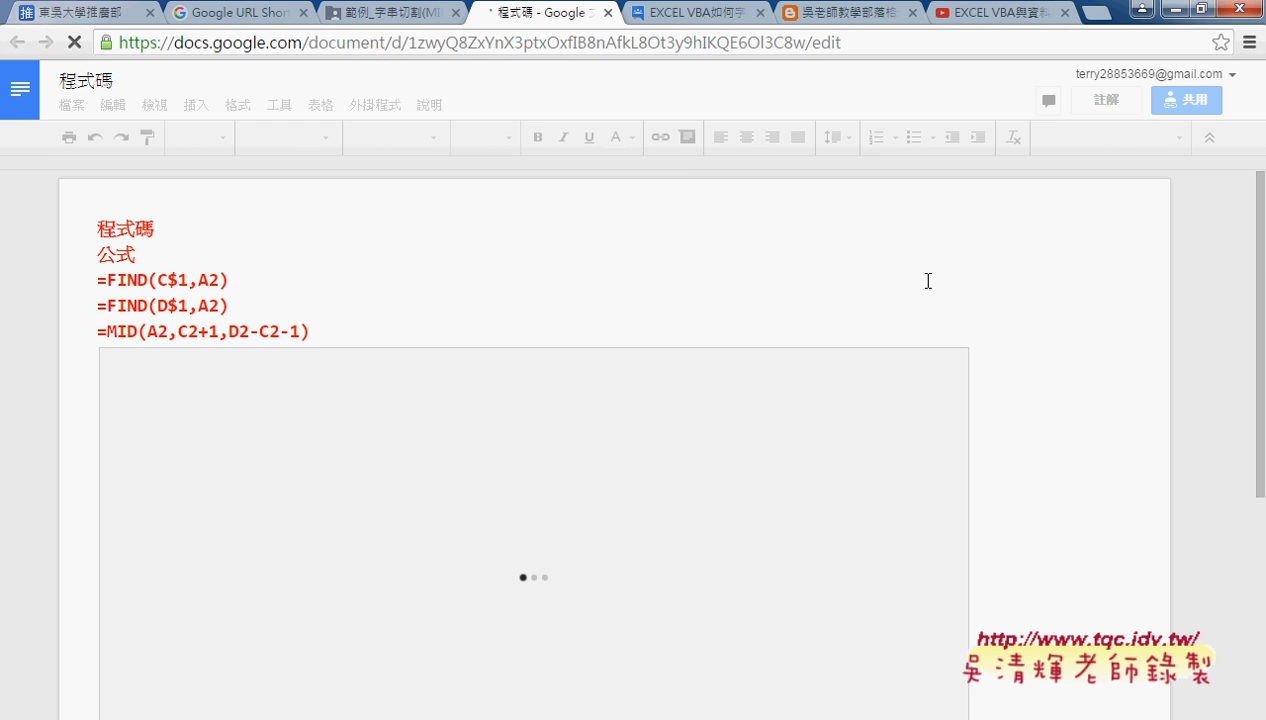 東吳大學推廣部
Google URL Short
範例_字串切割(MI
程式碼 - Google
EXCEL VBA如何字
吳老師教學部落格
EXCEL VBA與資料
https://docs.google.com/document/d/1zwyQ8ZxYnX3ptxOxfIB8nAfkL8Ot3y9hIKQE6Ol3C8w/edit
程式碼
terry28853669@gmail.com
檔案 編輯 檢視 插入 格式 工具 表格 外掛程式 說明
註解
共用
程式碼
公式
=FIND(C$1,A2)
=FIND(D$1,A2)
=MID(A2,C2+1,D2-C2-1)
http://www.tqc.idv.tw/
吳清輝老師錄製